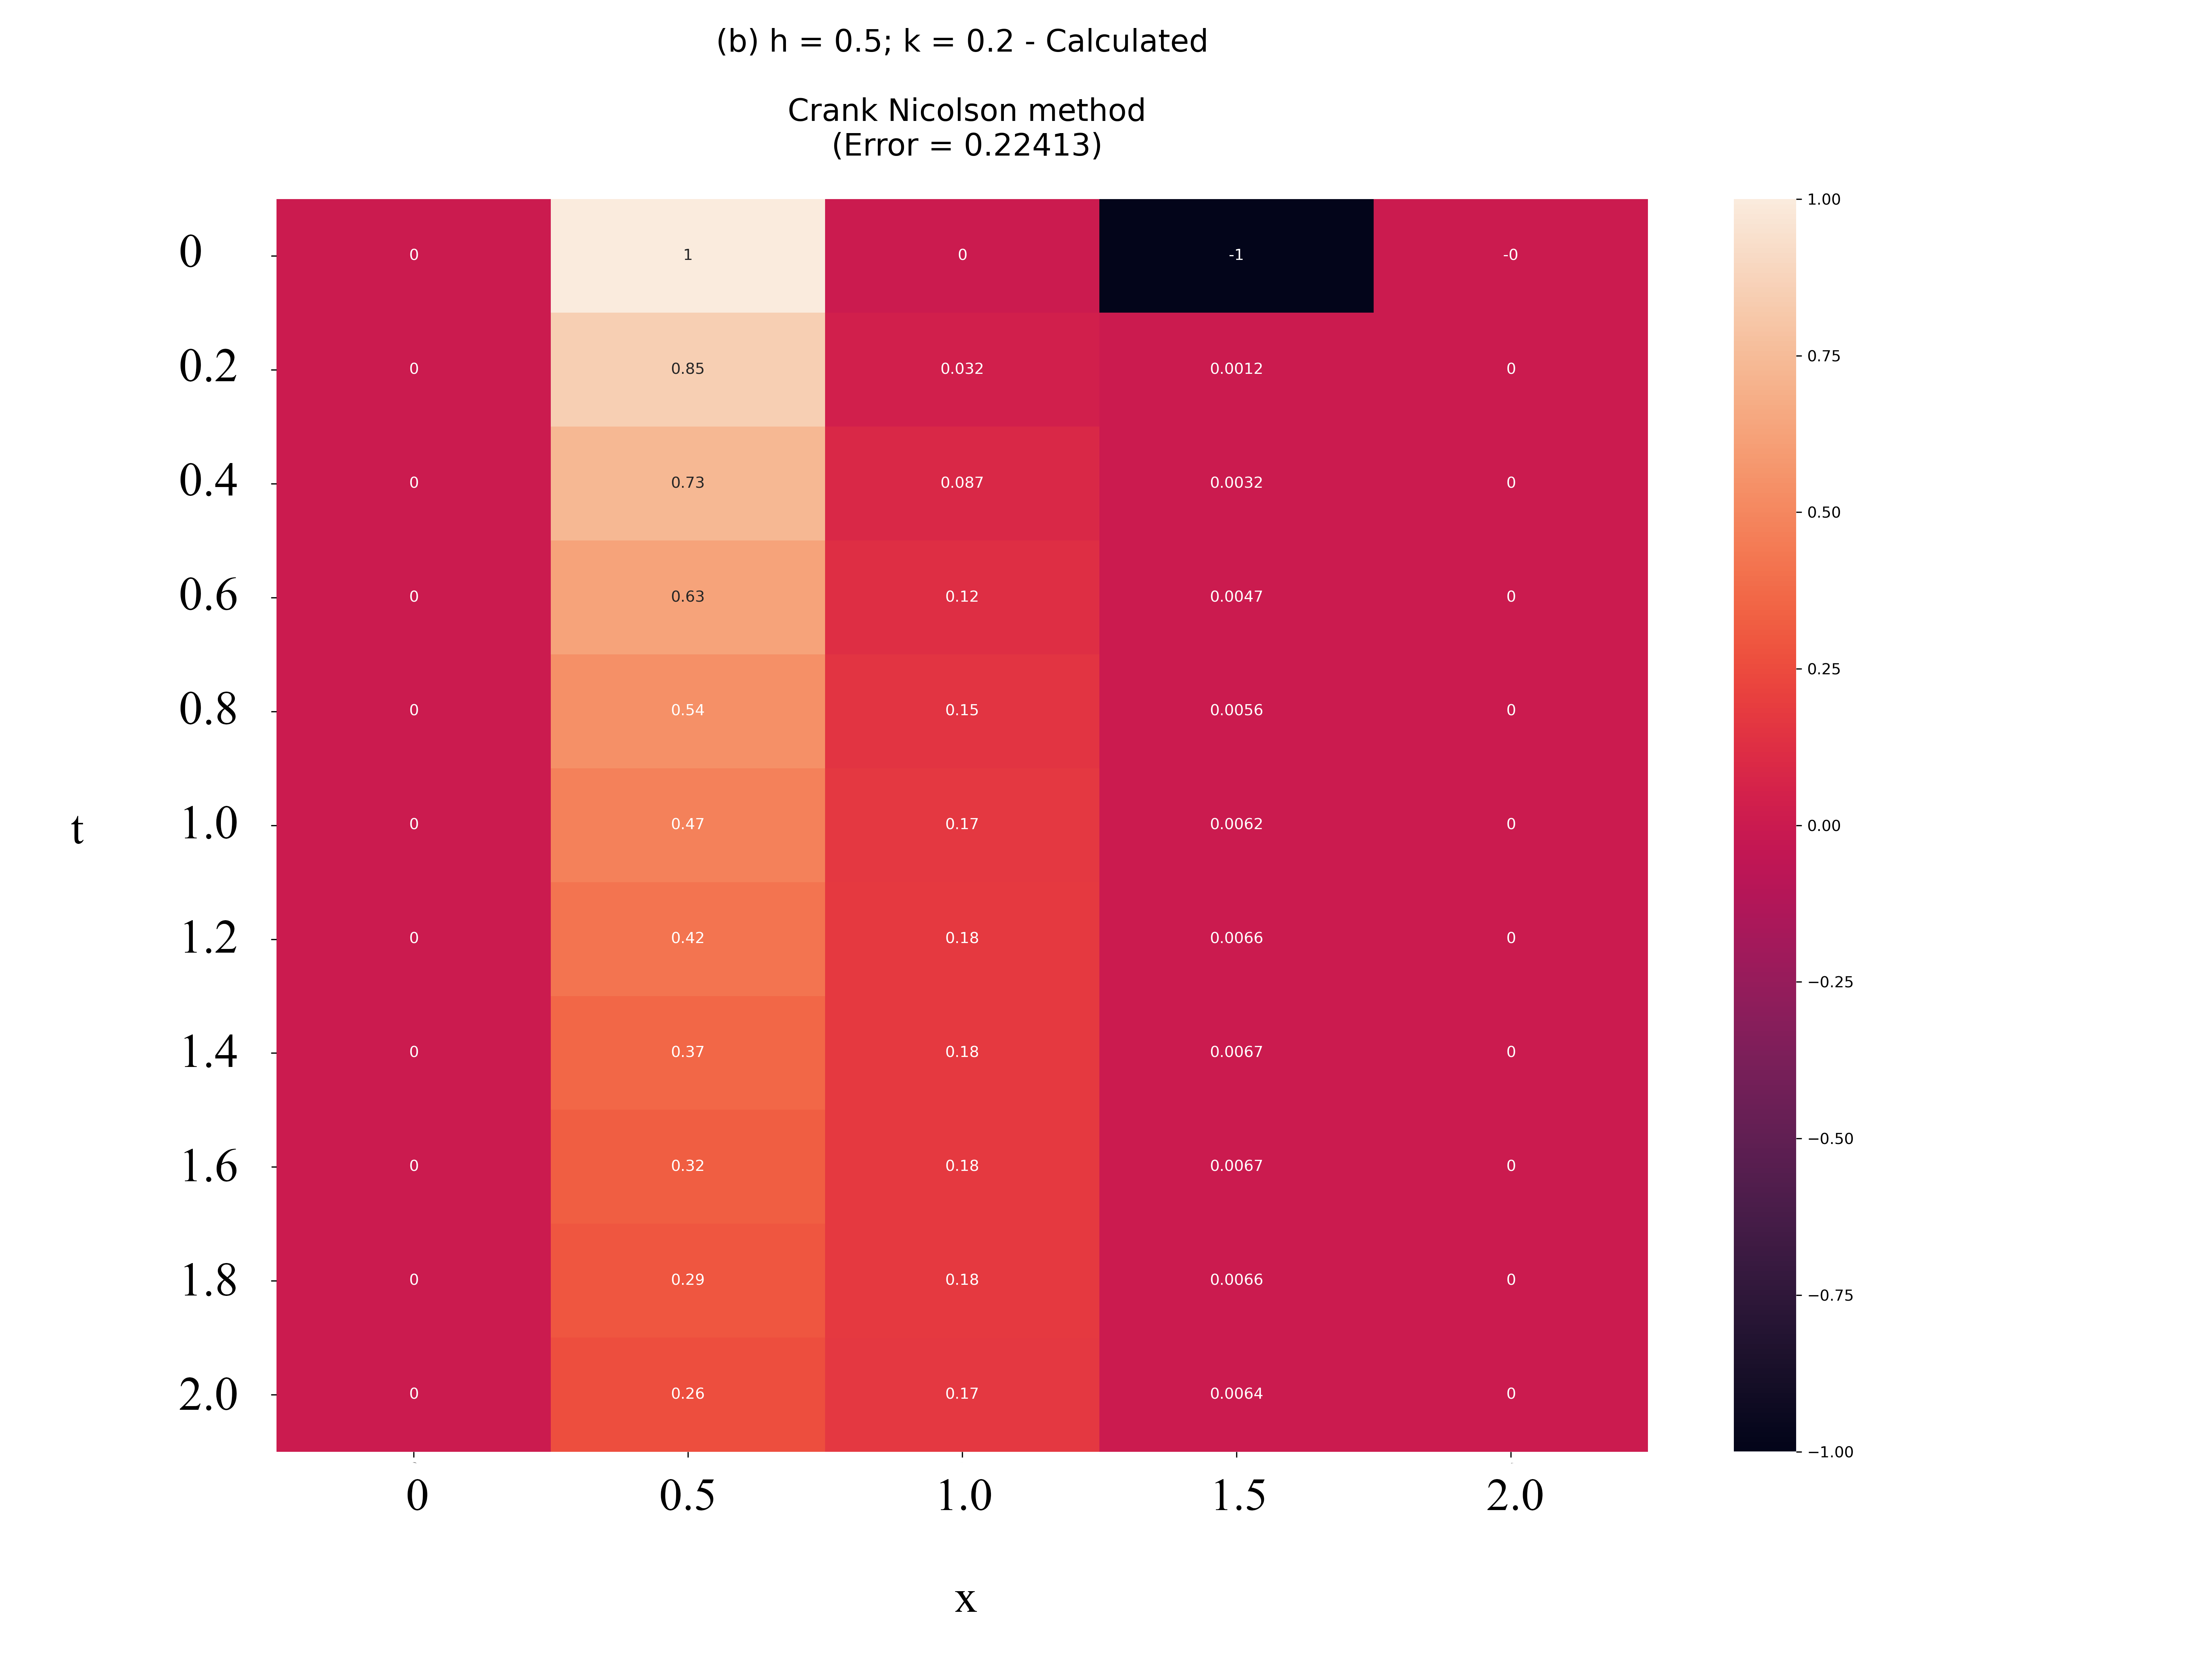 (b) h = 0.5; k = 0.2 - Calculated
Crank Nicolson method
(Error = 0.22413)
0 0 1 0 -1 -0
0.2 0 0.85 0.032 0.0012 0
0.4 0 0.73 0.087 0.0032 0
0.6 0 0.63 0.12 0.0047 0
0.8 0 0.54 0.15 0.0056 0
1.0 0 0.47 0.17 0.0062 0
1.2 0 0.42 0.18 0.0066 0
1.4 0 0.37 0.18 0.0067 0
1.6 0 0.32 0.18 0.0067 0
1.8 0 0.29 0.18 0.0066 0
2.0 0 0.26 0.17 0.0064 0
t
0 0.5 1.0 1.5 2.0
x
1.00
0.75
0.50
0.25
0.00
−0.25
−0.50
−0.75
−1.00